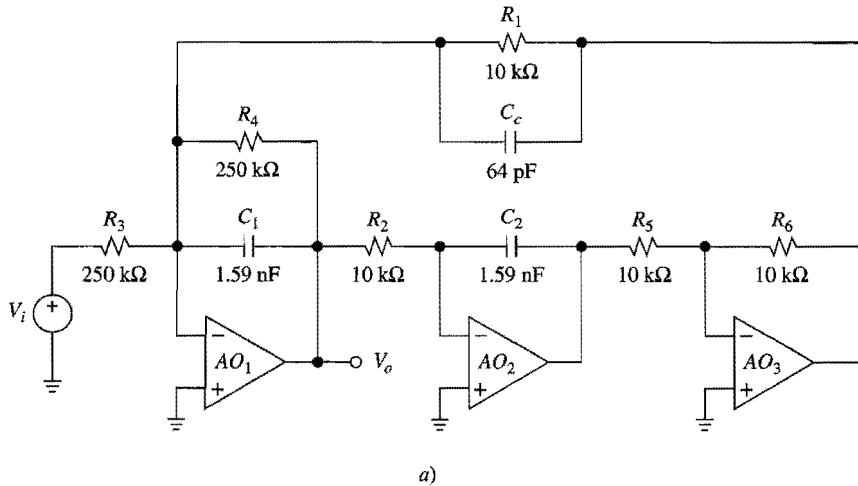 R1
10 kΩ
Cc
64 pF
R4
250 kΩ
R3
250 kΩ
C1
1.59 nF
R2
10 kΩ
C2
1.59 nF
R5
10 kΩ
R6
10 kΩ
Vi
+
−
AO1
+
Vo
−
AO2
+
−
AO3
+
a)